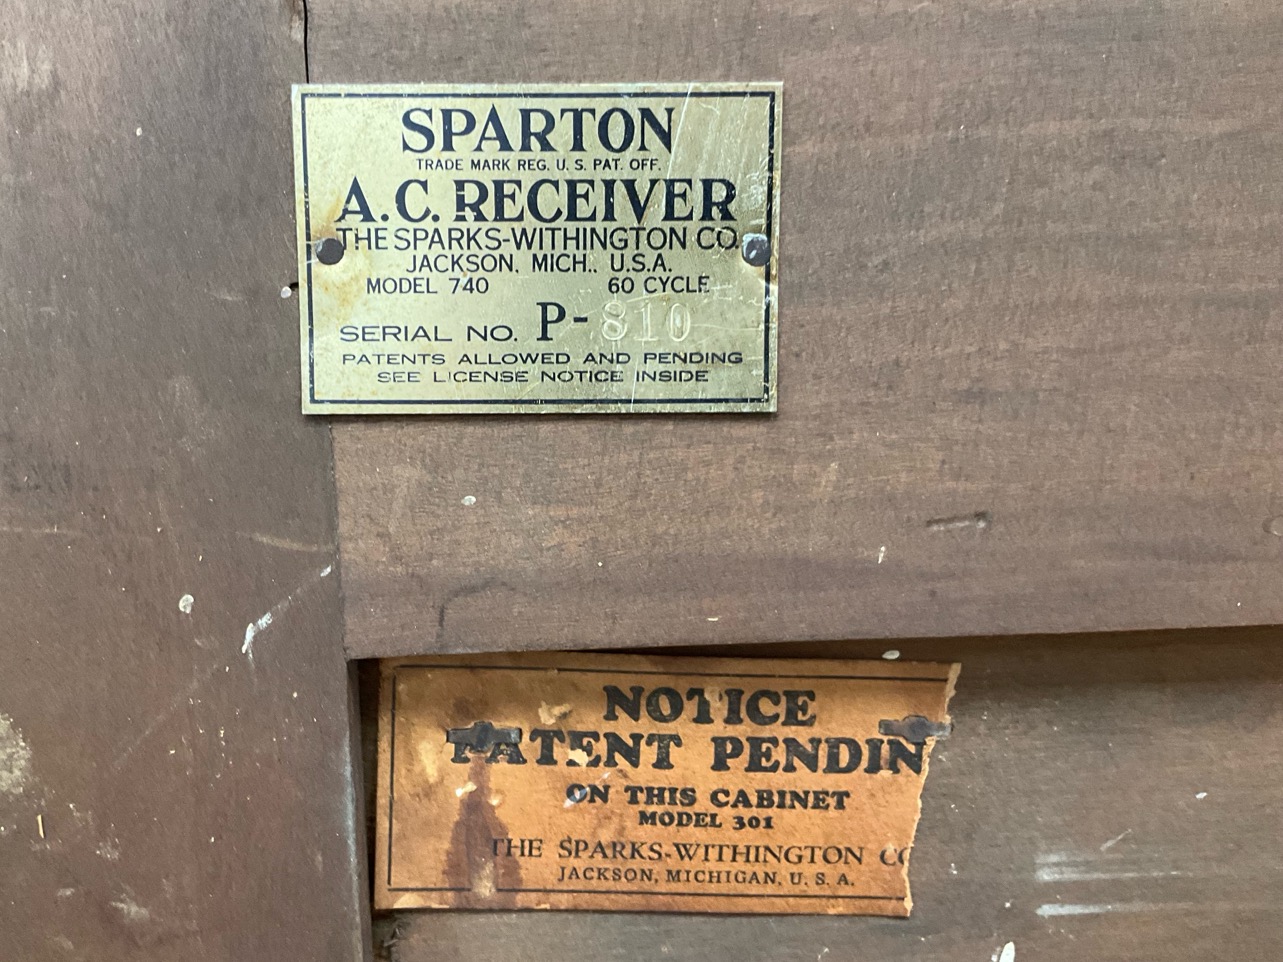 SPARTON
TRADE MARK REG. U. S. PAT. OFF.
A.C. RECEIVER
THE SPARKS-WITHINGTON CO.
JACKSON, MICH., U.S.A.
MODEL 740 60 CYCLE
SERIAL NO. P-810
PATENTS ALLOWED AND PENDING
SEE LICENSE NOTICE INSIDE
NOTICE
PATENT PENDIN
ON THIS CABINET
MODEL 301
THE SPARKS-WITHINGTON CO
JACKSON, MICHIGAN, U. S. A.